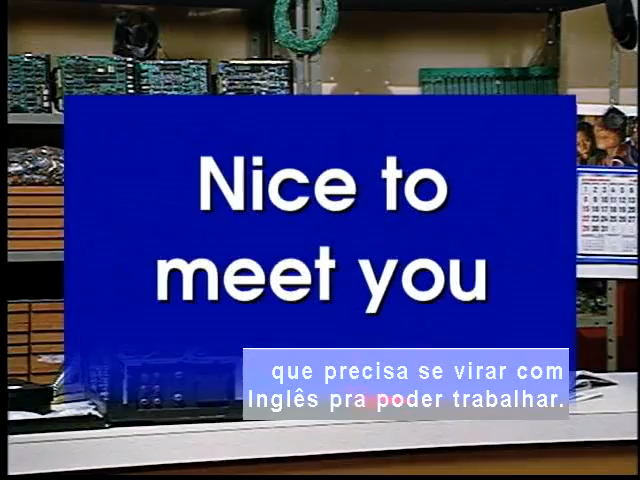 Nice to
meet you
que precisa se virar com
Inglês pra poder trabalhar.